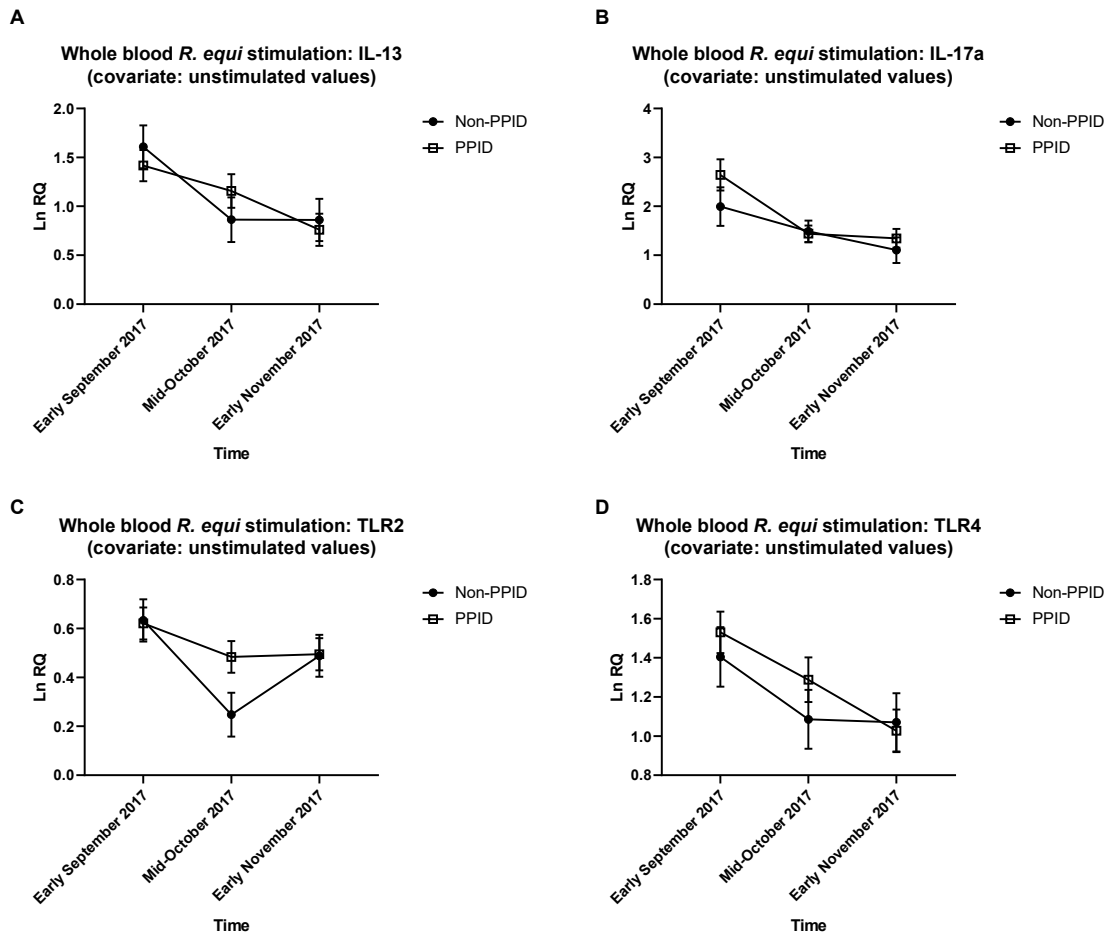 A
Whole blood R. equi stimulation: IL-13
(covariate: unstimulated values)
2.0
1.5
1.0
0.5
0.0
Ln RQ
Non-PPID
PPID
Early September 2017
Mid-October 2017
Early November 2017
Time
B
Whole blood R. equi stimulation: IL-17a
(covariate: unstimulated values)
4
3
2
1
0
Ln RQ
Non-PPID
PPID
Early September 2017
Mid-October 2017
Early November 2017
Time
C
Whole blood R. equi stimulation: TLR2
(covariate: unstimulated values)
0.8
0.6
0.4
0.2
0.0
Ln RQ
Non-PPID
PPID
Early September 2017
Mid-October 2017
Early November 2017
Time
D
Whole blood R. equi stimulation: TLR4
(covariate: unstimulated values)
1.8
1.6
1.4
1.2
1.0
0.8
Ln RQ
Non-PPID
PPID
Early September 2017
Mid-October 2017
Early November 2017
Time